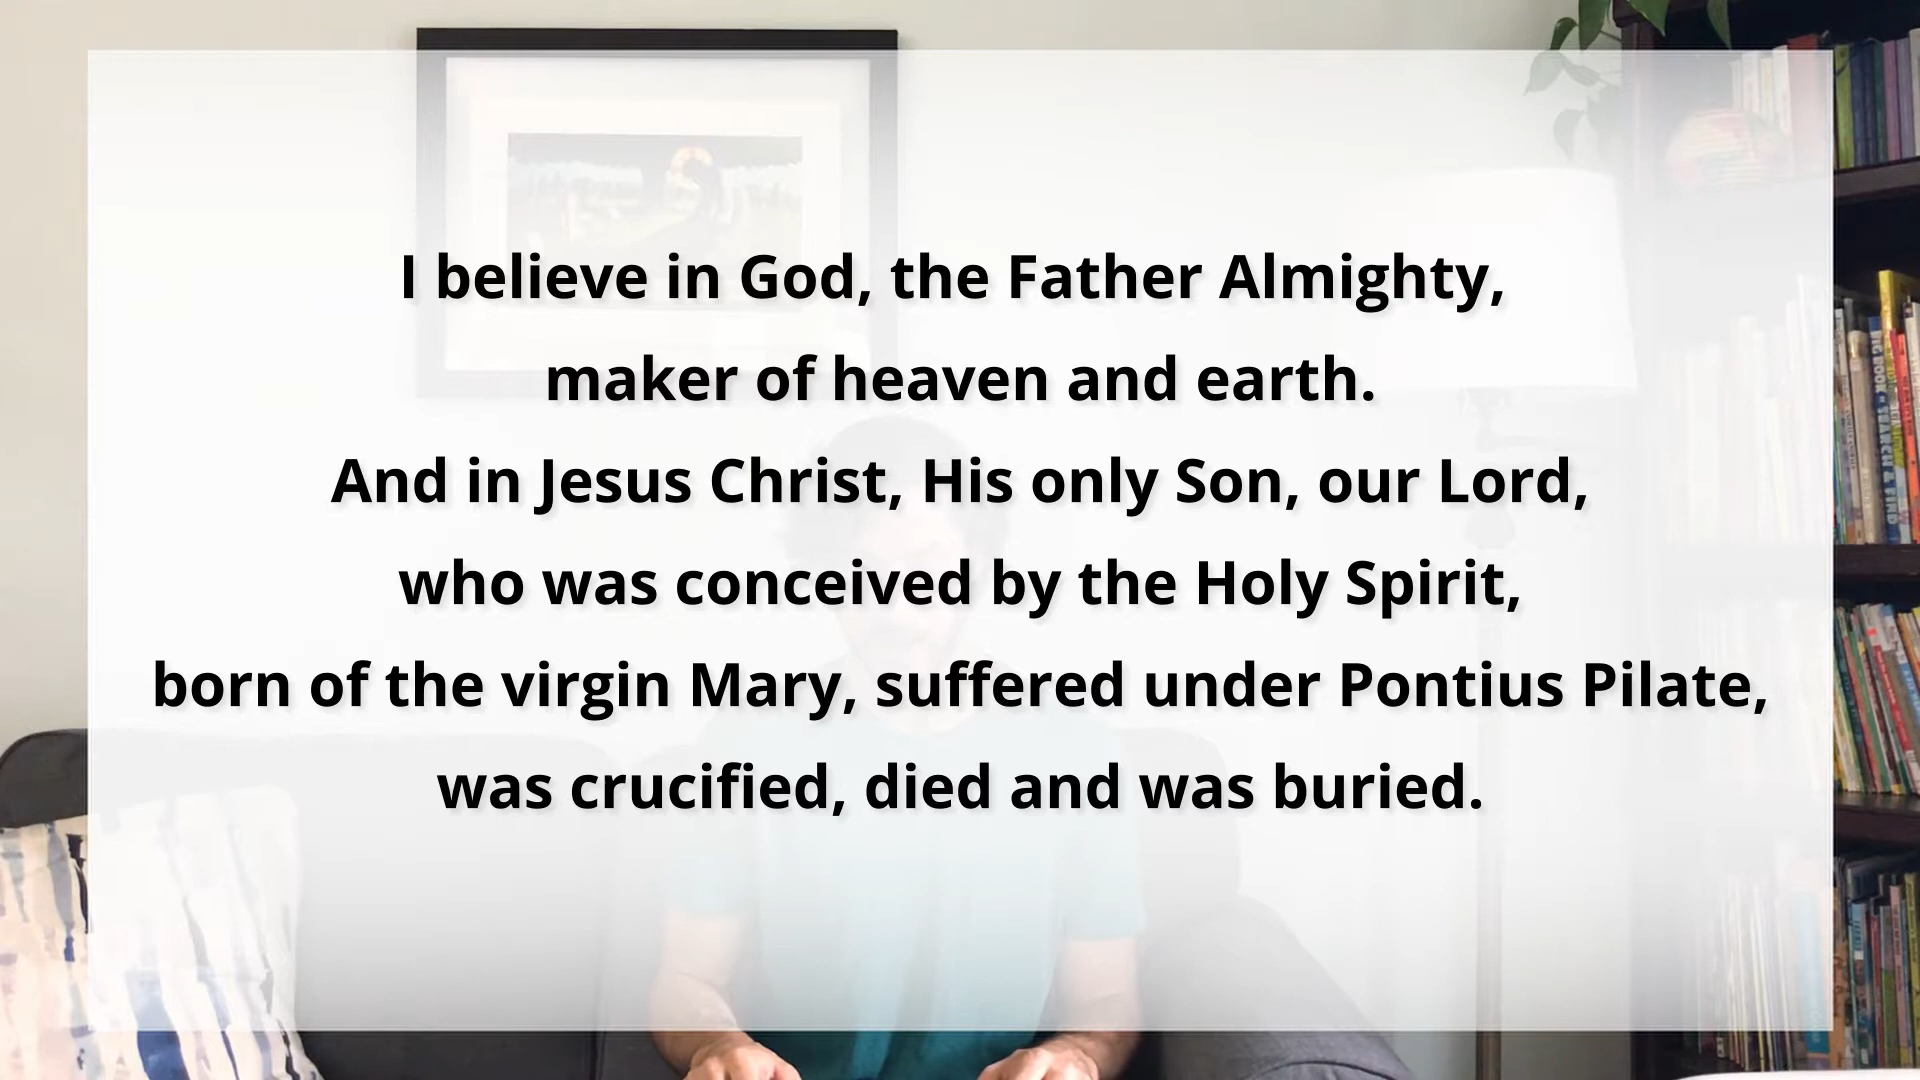 I believe in God, the Father Almighty,
maker of heaven and earth.
And in Jesus Christ, His only Son, our Lord,
who was conceived by the Holy Spirit,
born of the virgin Mary, suffered under Pontius Pilate,
was crucified, died and was buried.